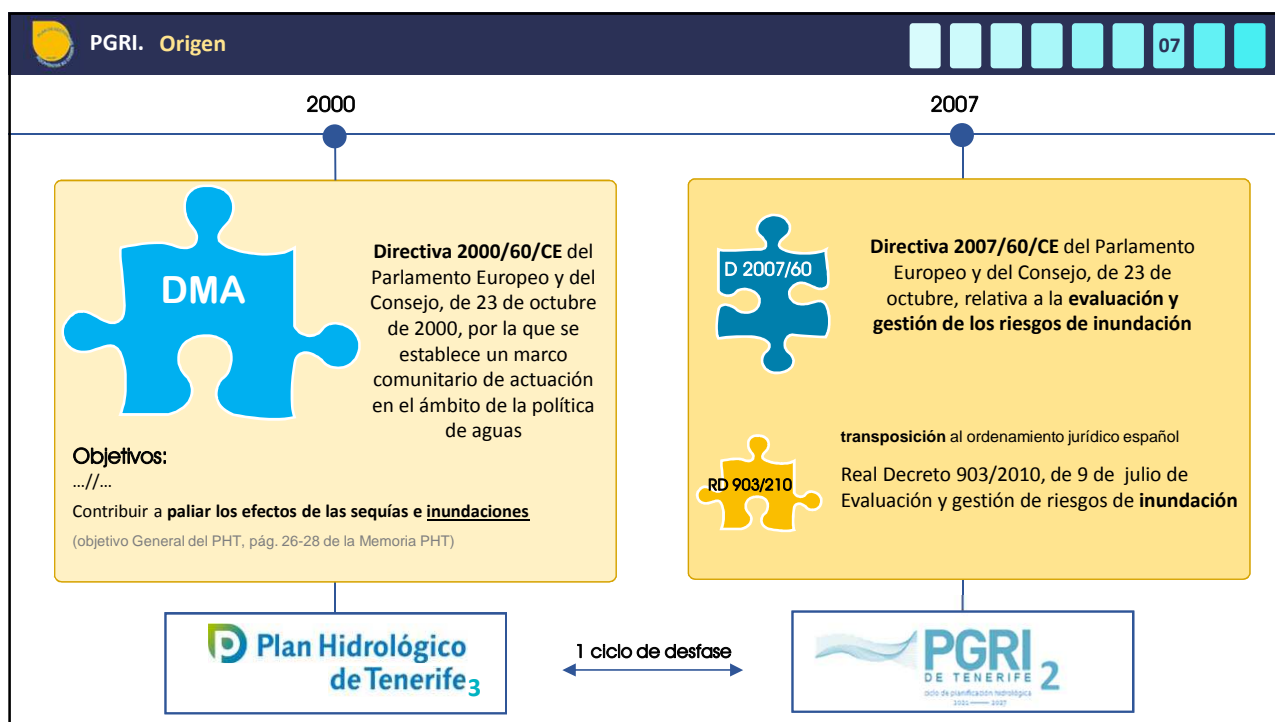 PGRI. Origen
07
2000
2007
DMA
Directiva 2000/60/CE del
Parlamento Europeo y del
Consejo, de 23 de octubre
de 2000, por la que se
establece un marco
comunitario de actuación
en el ámbito de la política
de aguas
Objetivos:
...//...
Contribuir a paliar los efectos de las sequías e inundaciones
(objetivo General del PHT, pág. 26-28 de la Memoria PHT)
D 2007/60
Directiva 2007/60/CE del Parlamento
Europeo y del Consejo, de 23 de
octubre, relativa a la evaluación y
gestión de los riesgos de inundación
transposición al ordenamiento jurídico español
RD 903/210
Real Decreto 903/2010, de 9 de julio de
Evaluación y gestión de riesgos de inundación
Plan Hidrológico
de Tenerife 3
1 ciclo de desfase
PGRI 2
DE TENERIFE
ciclo de planificación hidrológica
2021 2027